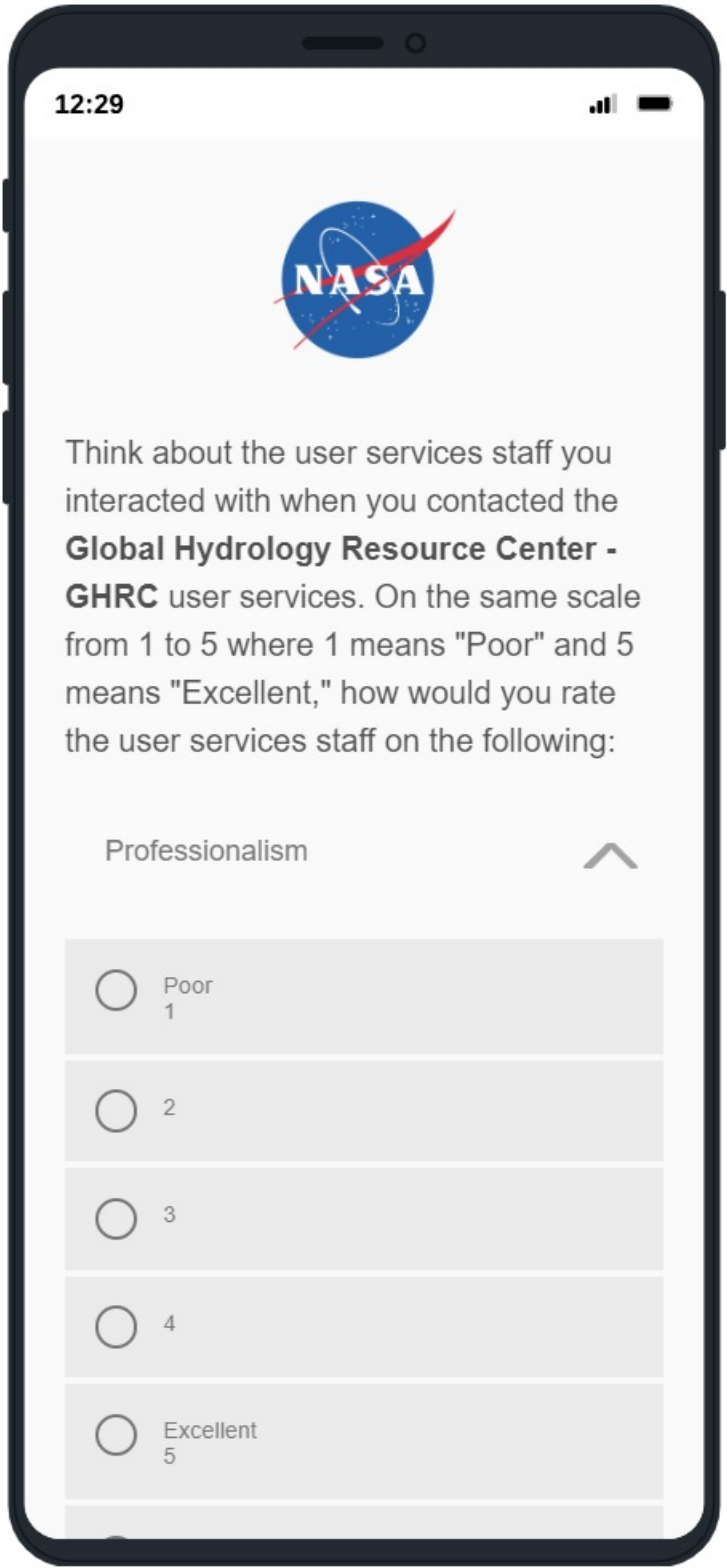 12:29
NASA
Think about the user services staff you
interacted with when you contacted the
Global Hydrology Resource Center -
GHRC user services. On the same scale
from 1 to 5 where 1 means "Poor" and 5
means "Excellent," how would you rate
the user services staff on the following:
Professionalism
Poor
1
2
3
4
Excellent
5